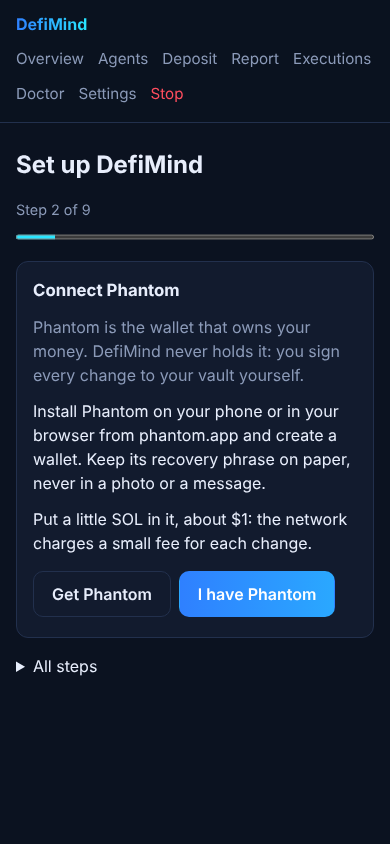 DefiMind
Overview Agents Deposit Report Executions
Doctor Settings Stop
Set up DefiMind
Step 2 of 9
Connect Phantom
Phantom is the wallet that owns your
money. DefiMind never holds it: you sign
every change to your vault yourself.
Install Phantom on your phone or in your
browser from phantom.app and create a
wallet. Keep its recovery phrase on paper,
never in a photo or a message.
Put a little SOL in it, about $1: the network
charges a small fee for each change.
Get Phantom I have Phantom
All steps